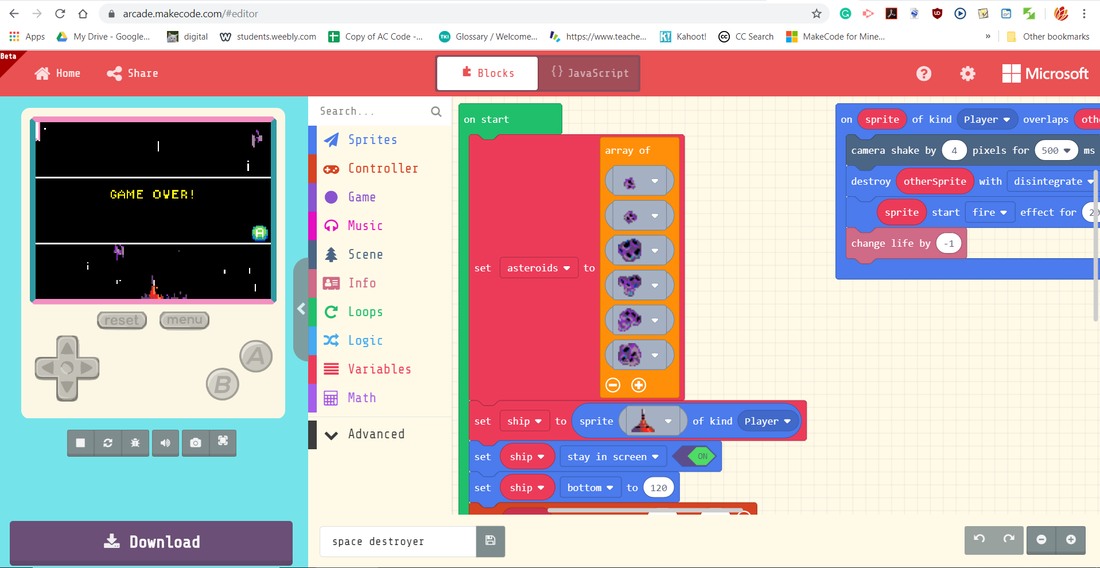 arcade.makecode.com/#editor
Apps My Drive - Google... digital students.weebly.com Copy of AC Code -... Glossary / Welcome... https://www.teache... Kahoot! CC Search MakeCode for Mine... » Other bookmarks
Beta
Home Share Blocks {} JavaScript Microsoft
GAME OVER!
A
reset menu
A
B
Download
Search...
Sprites
Controller
Game
Music
Scene
Info
Loops
Logic
Variables
Math
Advanced
on start
set asteroids to array of
set ship to sprite of kind Player
set ship stay in screen ON
set ship bottom to 120
on sprite of kind Player overlaps
camera shake by 4 pixels for 500 ms
destroy otherSprite with disintegrate
sprite start fire effect for
change life by -1
space destroyer